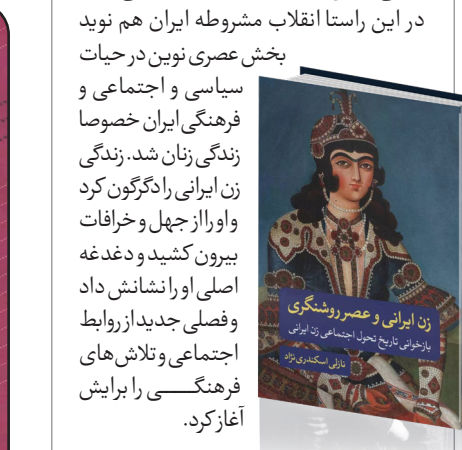 در این راستا انقلاب مشروطه ایران هم نوید
بخش عصری نوین در حیات
سیاسی و اجتماعی و
فرهنگی ایران خصوصا
زندگی زنان شد. زندگی
زن ایرانی را دگرگون کرد
و او را از جهل و خرافات
بیرون کشید و دغدغه
اصلی او را نشانش داد
و فصلی جدید از روابط
اجتماعی و تلاش‌های
فرهنگـــی را برایش
آغاز کرد.
زن ایرانی و عصر روشنگری
بازخوانی تاریخ تحول اجتماعی زن ایرانی
نازلی اسکندری‌نژاد